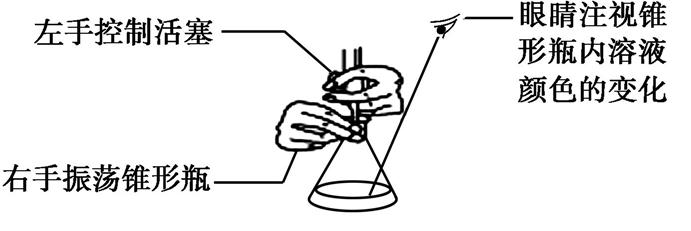 左手控制活塞
眼睛注视锥
形瓶内溶液
颜色的变化
右手振荡锥形瓶